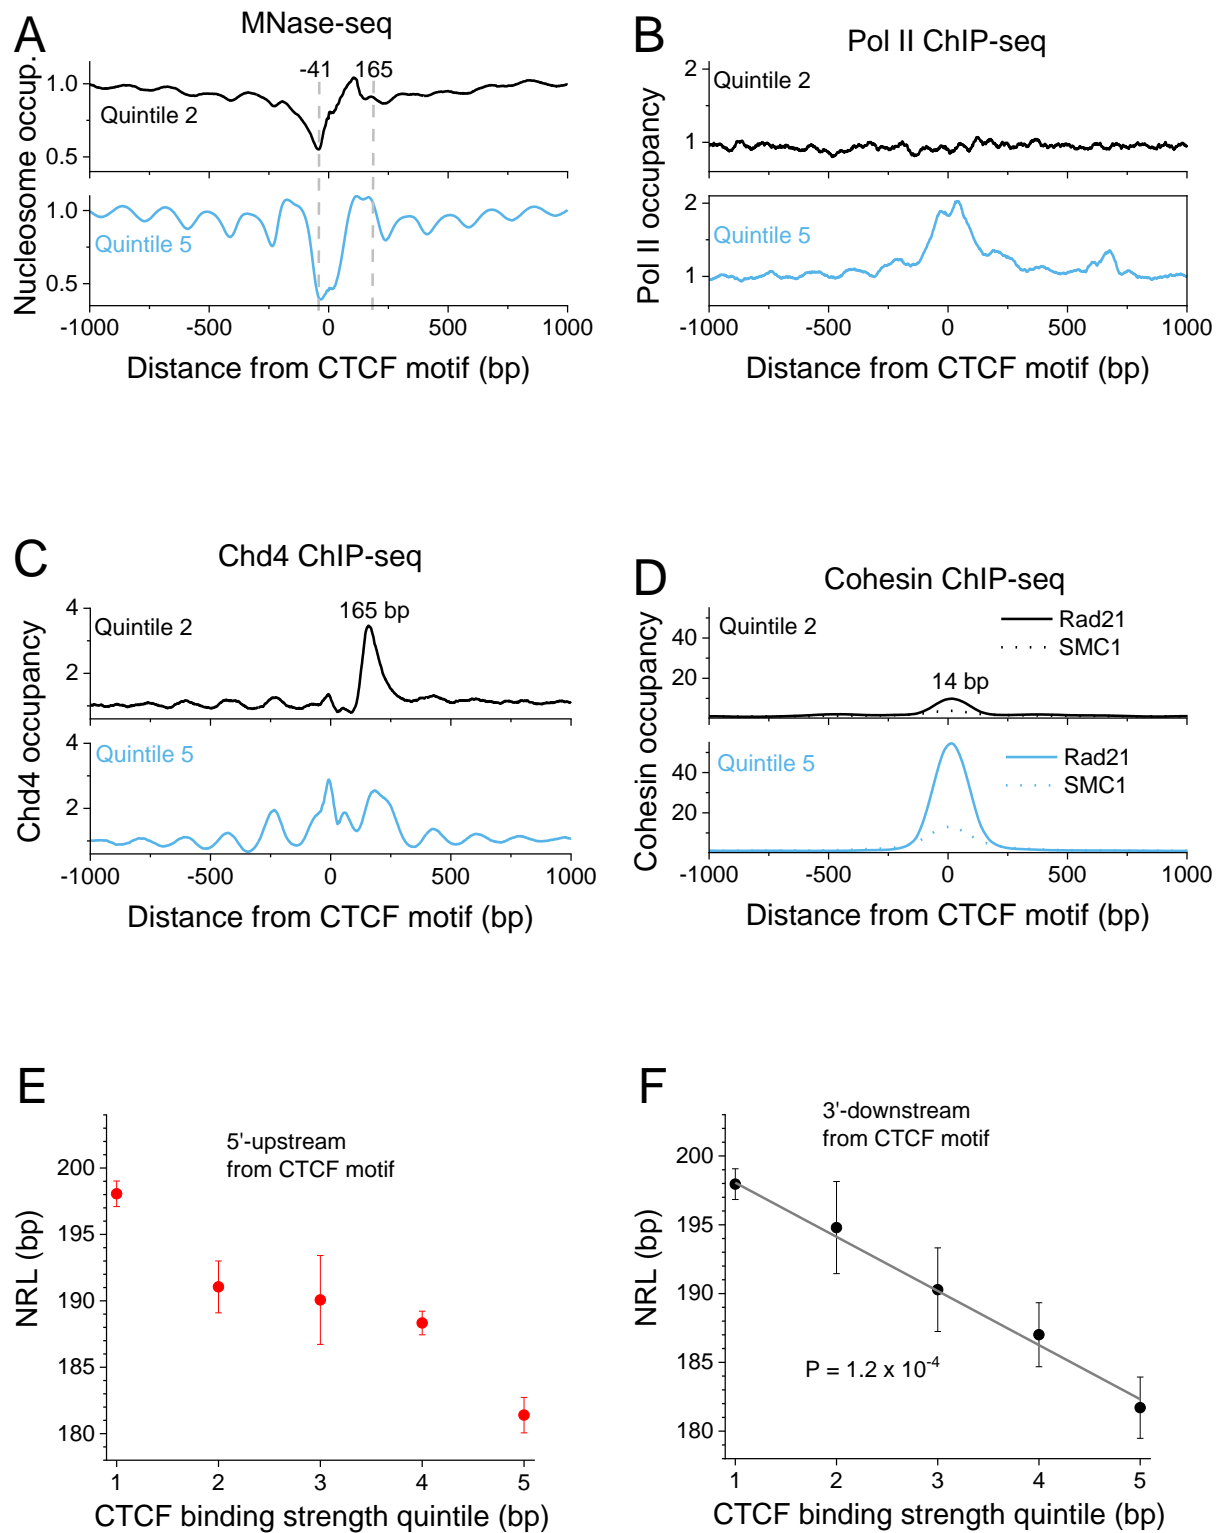 A
MNase-seq
Nucleosome occup.
1.0
0.5
-41
165
Quintile 2
1.0
0.5
Quintile 5
-1000
-500
0
500
1000
Distance from CTCF motif (bp)
B
Pol II ChIP-seq
Pol II occupancy
2
1
Quintile 2
2
1
Quintile 5
-1000
-500
0
500
1000
Distance from CTCF motif (bp)
C
Chd4 ChIP-seq
Chd4 occupancy
4
2
Quintile 2
165 bp
4
2
Quintile 5
-1000
-500
0
500
1000
Distance from CTCF motif (bp)
D
Cohesin ChIP-seq
Cohesin occupancy
40
20
Quintile 2
Rad21
SMC1
14 bp
40
20
Quintile 5
Rad21
SMC1
-1000
-500
0
500
1000
Distance from CTCF motif (bp)
E
5'-upstream
from CTCF motif
NRL (bp)
200
195
190
185
180
1
2
3
4
5
CTCF binding strength quintile (bp)
F
3'-downstream
from CTCF motif
NRL (bp)
200
195
190
185
180
P = 1.2 x 10⁻⁴
1
2
3
4
5
CTCF binding strength quintile (bp)